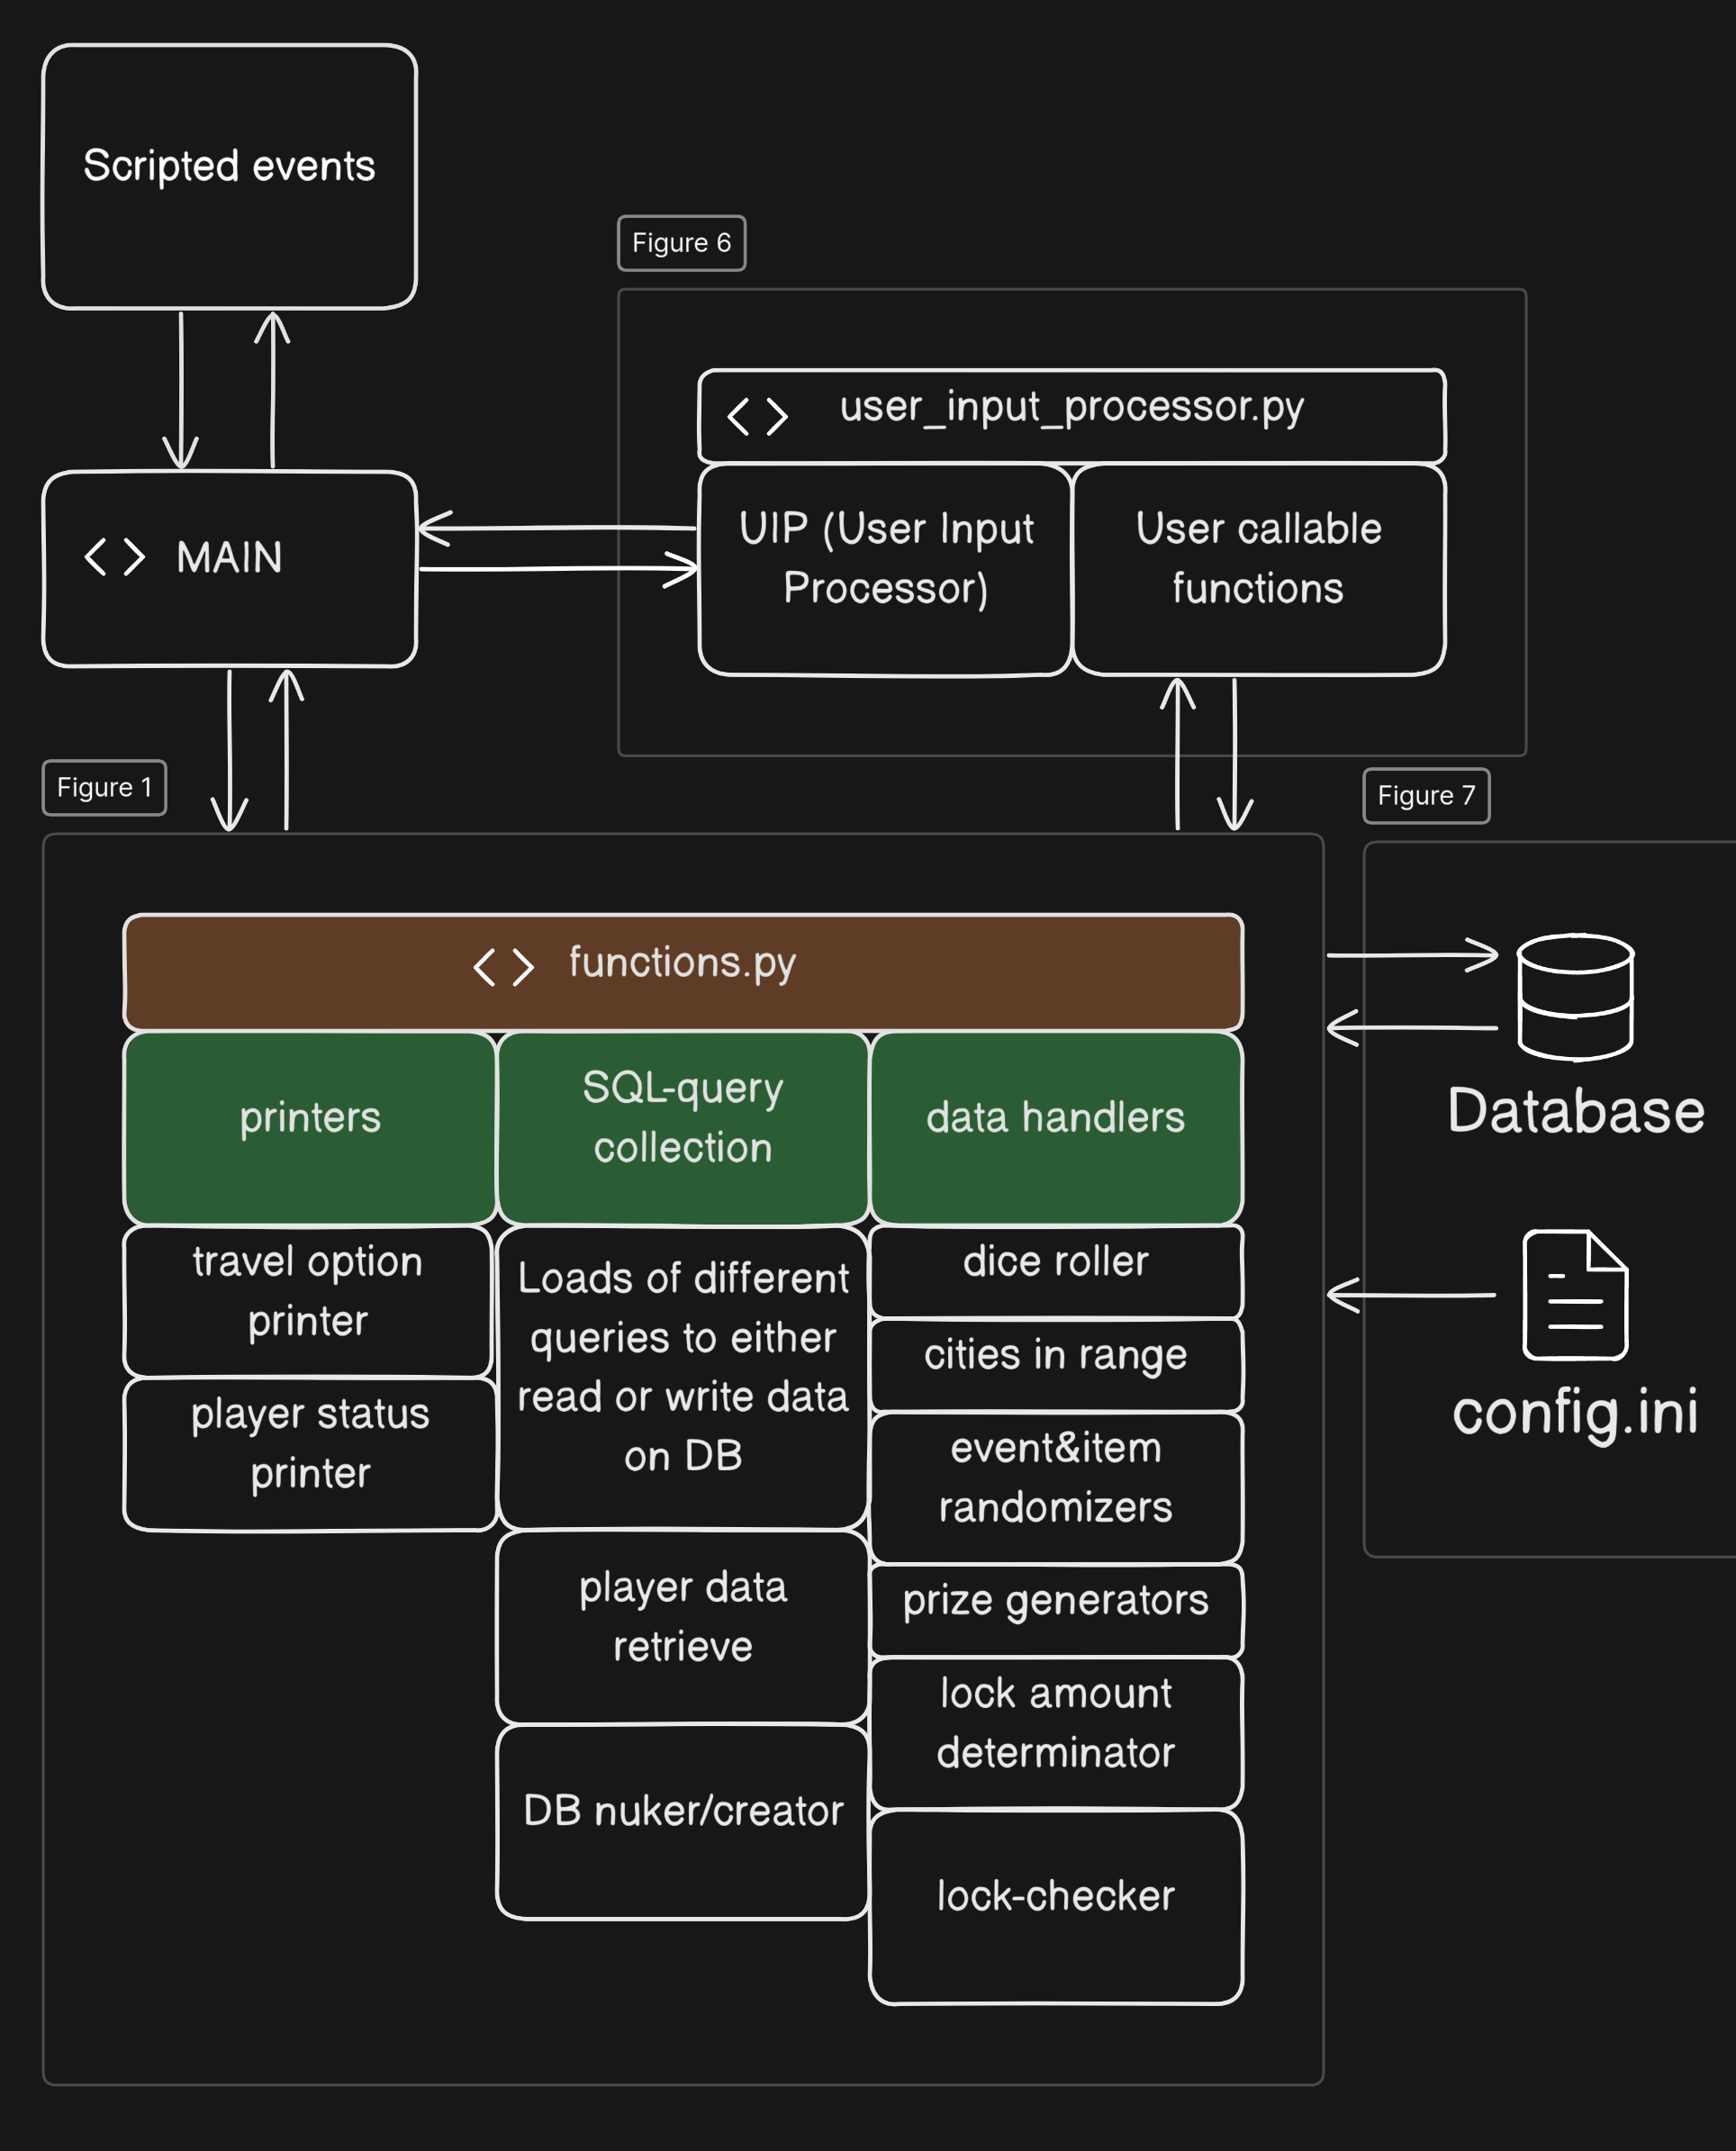 Scripted events
Figure 6
user_input_processor.py
UIP (User Input
Processor)
User callable
functions
MAIN
Figure 1
Figure 7
functions.py
printers
SQL-query
collection
data handlers
travel option
printer
player status
printer
Loads of different
queries to either
read or write data
on DB
player data
retrieve
DB nuker/creator
dice roller
cities in range
event&item
randomizers
prize generators
lock amount
determinator
lock-checker
Database
config.ini